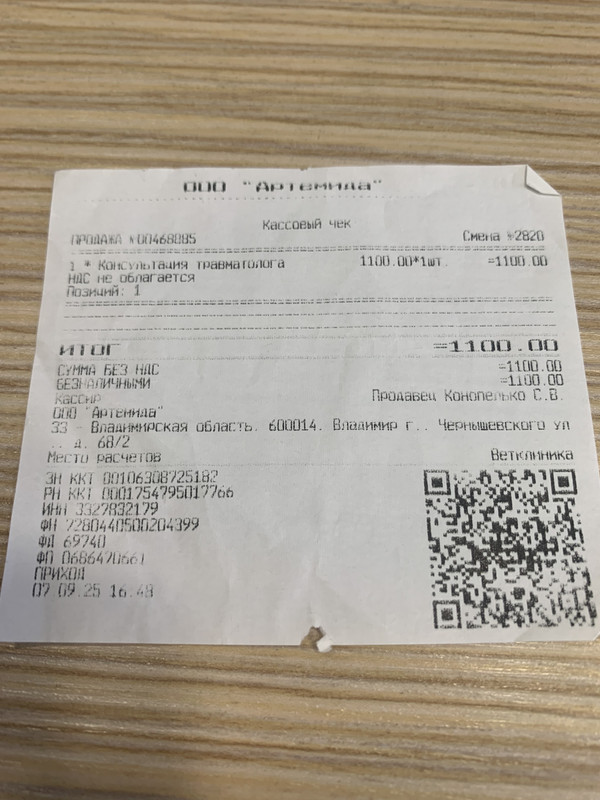 ООО "Артемида"
Кассовый чек
ПРОДАЖА №00468085 Смена №2820
1 * Консультация травматолога 1100.00*1шт. =1100.00
НДС не облагается
Позиций: 1
ИТОГ =1100.00
СУММА БЕЗ НДС =1100.00
БЕЗНАЛИЧНЫМИ =1100.00
Кассир Продавец Конопелько С.В.
ООО "Артемида"
33 - Владимирская область, 600014, Владимир г., Чернышевского ул
., д. 68/2
Место расчетов Ветклиника
ЗН ККТ 00106308725182
РН ККТ 0001754795017766
ИНН 3327832179
ФН 7280440500204399
ФД 69740
ФП 0686470661
ПРИХОД
07.09.25 16:48